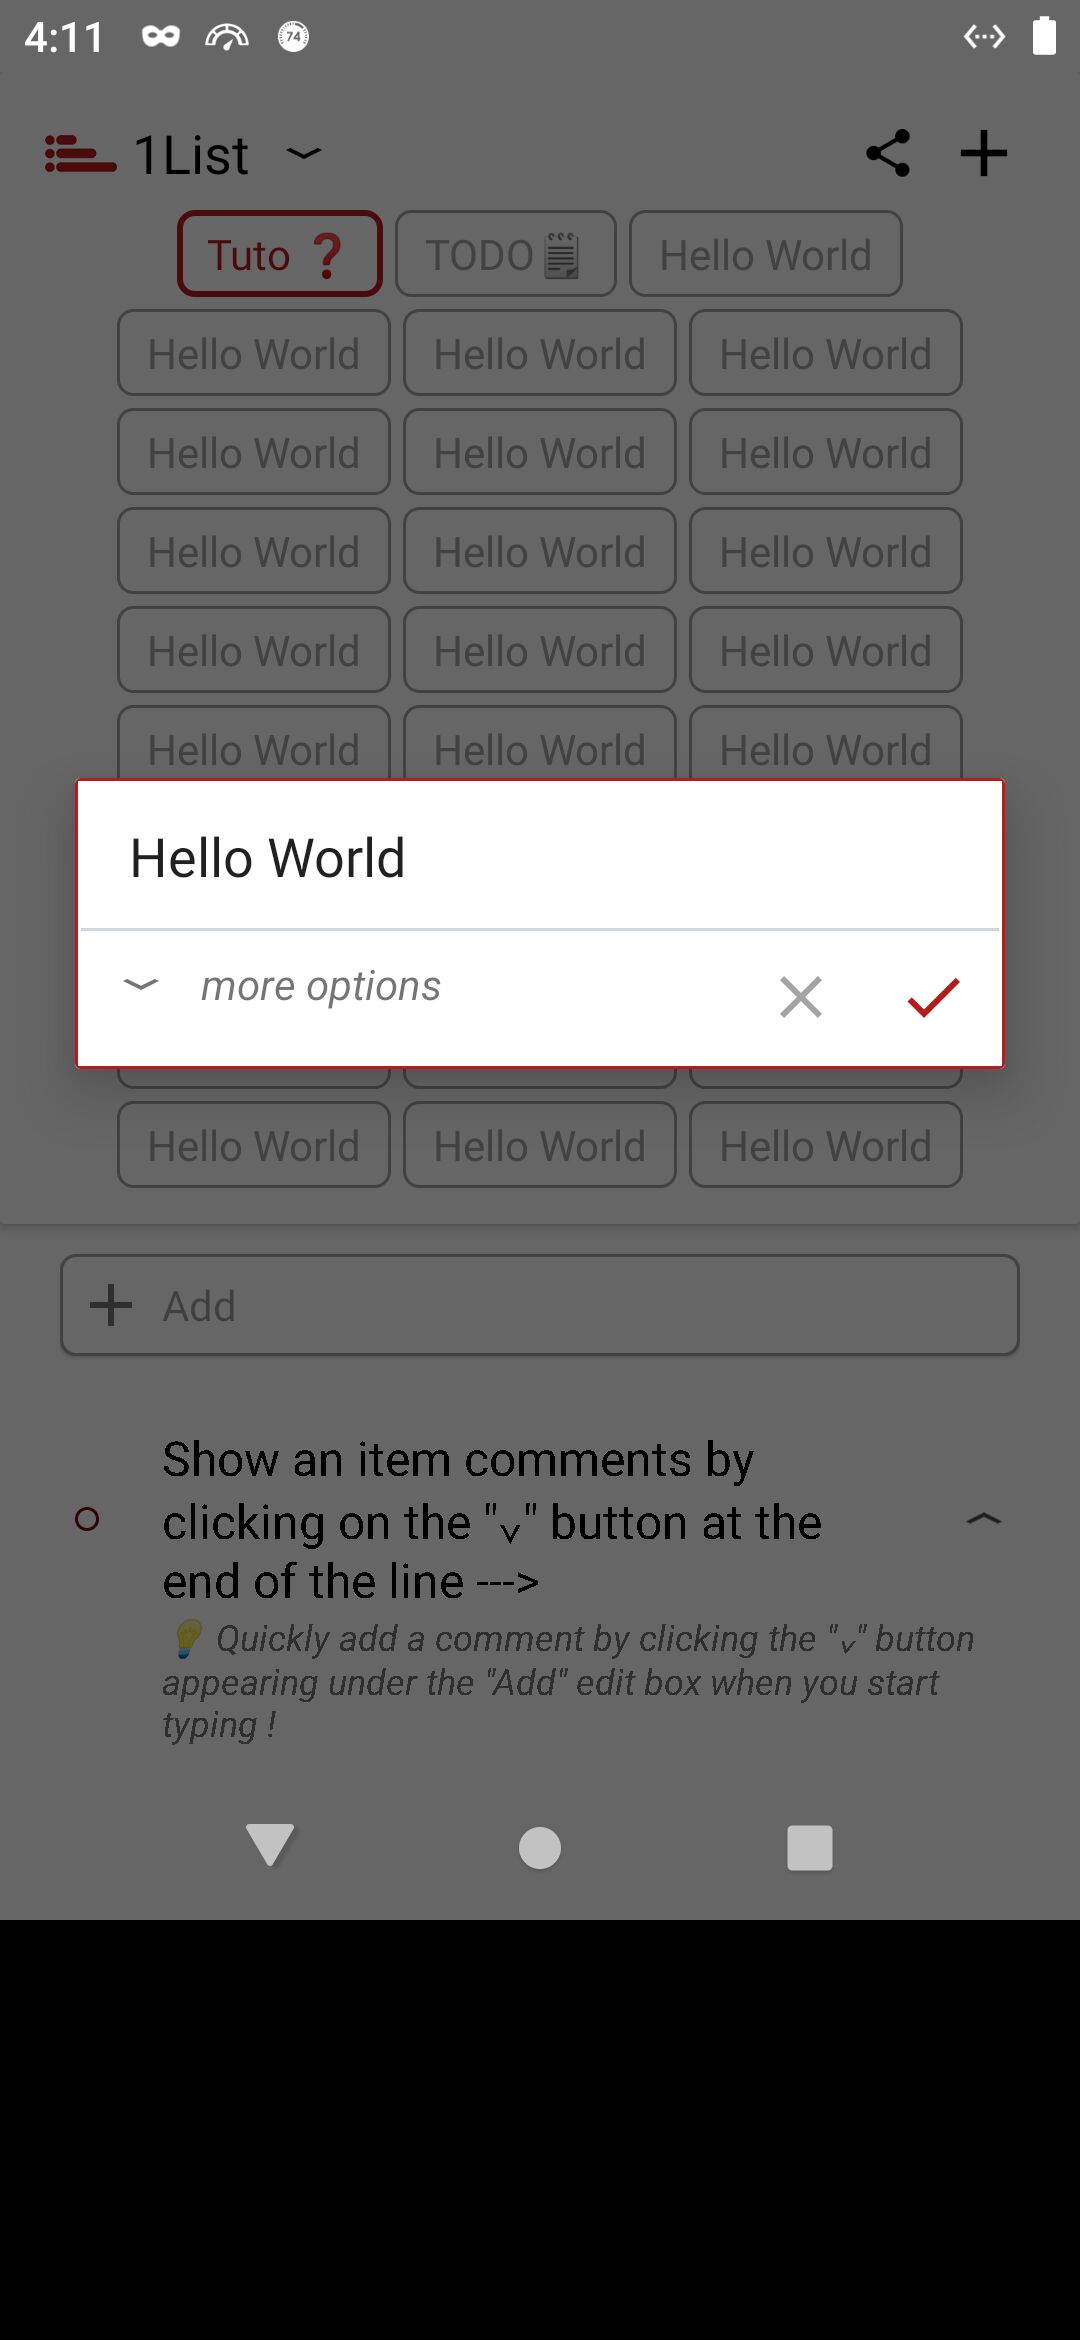 4:11 74
1List
Tuto ❓ TODO🗒 Hello World
Hello World Hello World Hello World
Hello World Hello World Hello World
Hello World Hello World Hello World
Hello World Hello World Hello World
Hello World Hello World Hello World
Hello World
more options
Hello World Hello World Hello World
Add
Show an item comments by
clicking on the "˅" button at the
end of the line --->
💡 Quickly add a comment by clicking the "˅" button
appearing under the "Add" edit box when you start
typing !